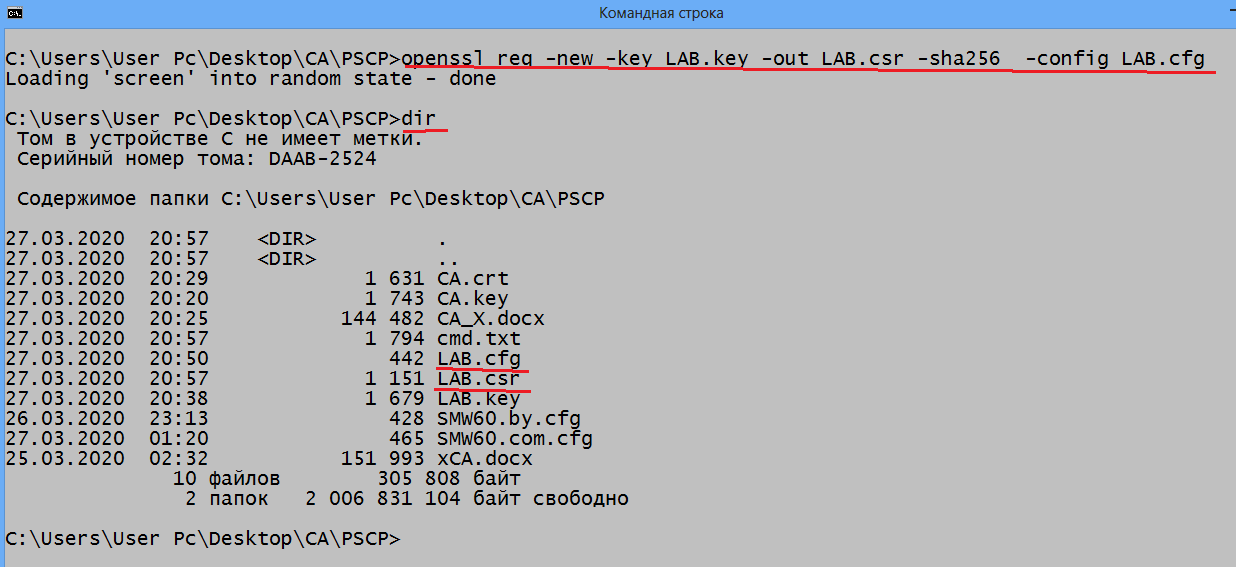 Командная строка
C:\Users\User Pc\Desktop\CA\PSCP>openssl req -new -key LAB.key -out LAB.csr -sha256  -config LAB.cfg
Loading 'screen' into random state - done
C:\Users\User Pc\Desktop\CA\PSCP>dir
Том в устройстве C не имеет метки.
Серийный номер тома: DAAB-2524
Содержимое папки C:\Users\User Pc\Desktop\CA\PSCP
27.03.2020  20:57    <DIR>          .
27.03.2020  20:57    <DIR>          ..
27.03.2020  20:29             1 631 CA.crt
27.03.2020  20:20             1 743 CA.key
27.03.2020  20:25           144 482 CA_X.docx
27.03.2020  20:57             1 794 cmd.txt
27.03.2020  20:50               442 LAB.cfg
27.03.2020  20:57             1 151 LAB.csr
27.03.2020  20:38             1 679 LAB.key
26.03.2020  23:13               428 SMW60.by.cfg
27.03.2020  01:20               465 SMW60.com.cfg
25.03.2020  02:32           151 993 xCA.docx
10 файлов        305 808 байт
2 папок   2 006 831 104 байт свободно
C:\Users\User Pc\Desktop\CA\PSCP>